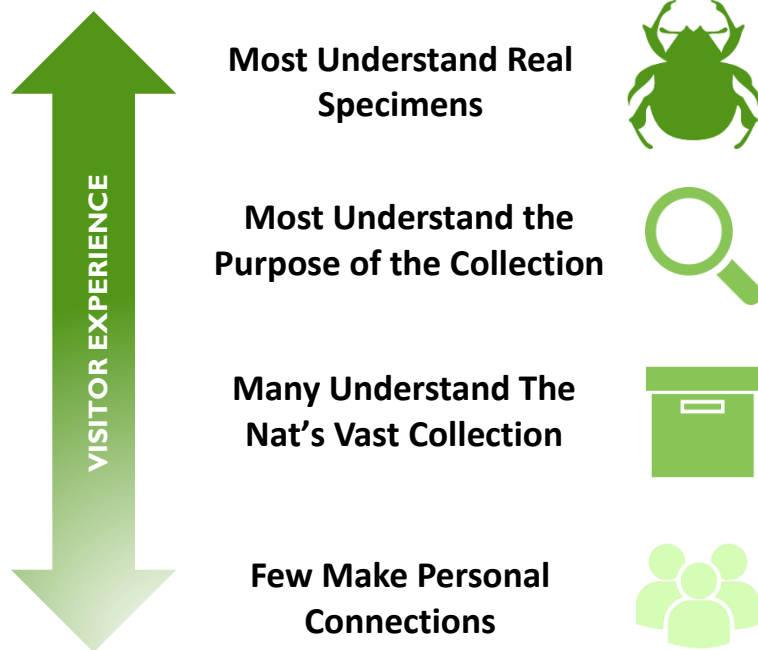 VISITOR EXPERIENCE
Most Understand Real
Specimens
Most Understand the
Purpose of the Collection
Many Understand The
Nat’s Vast Collection
Few Make Personal
Connections